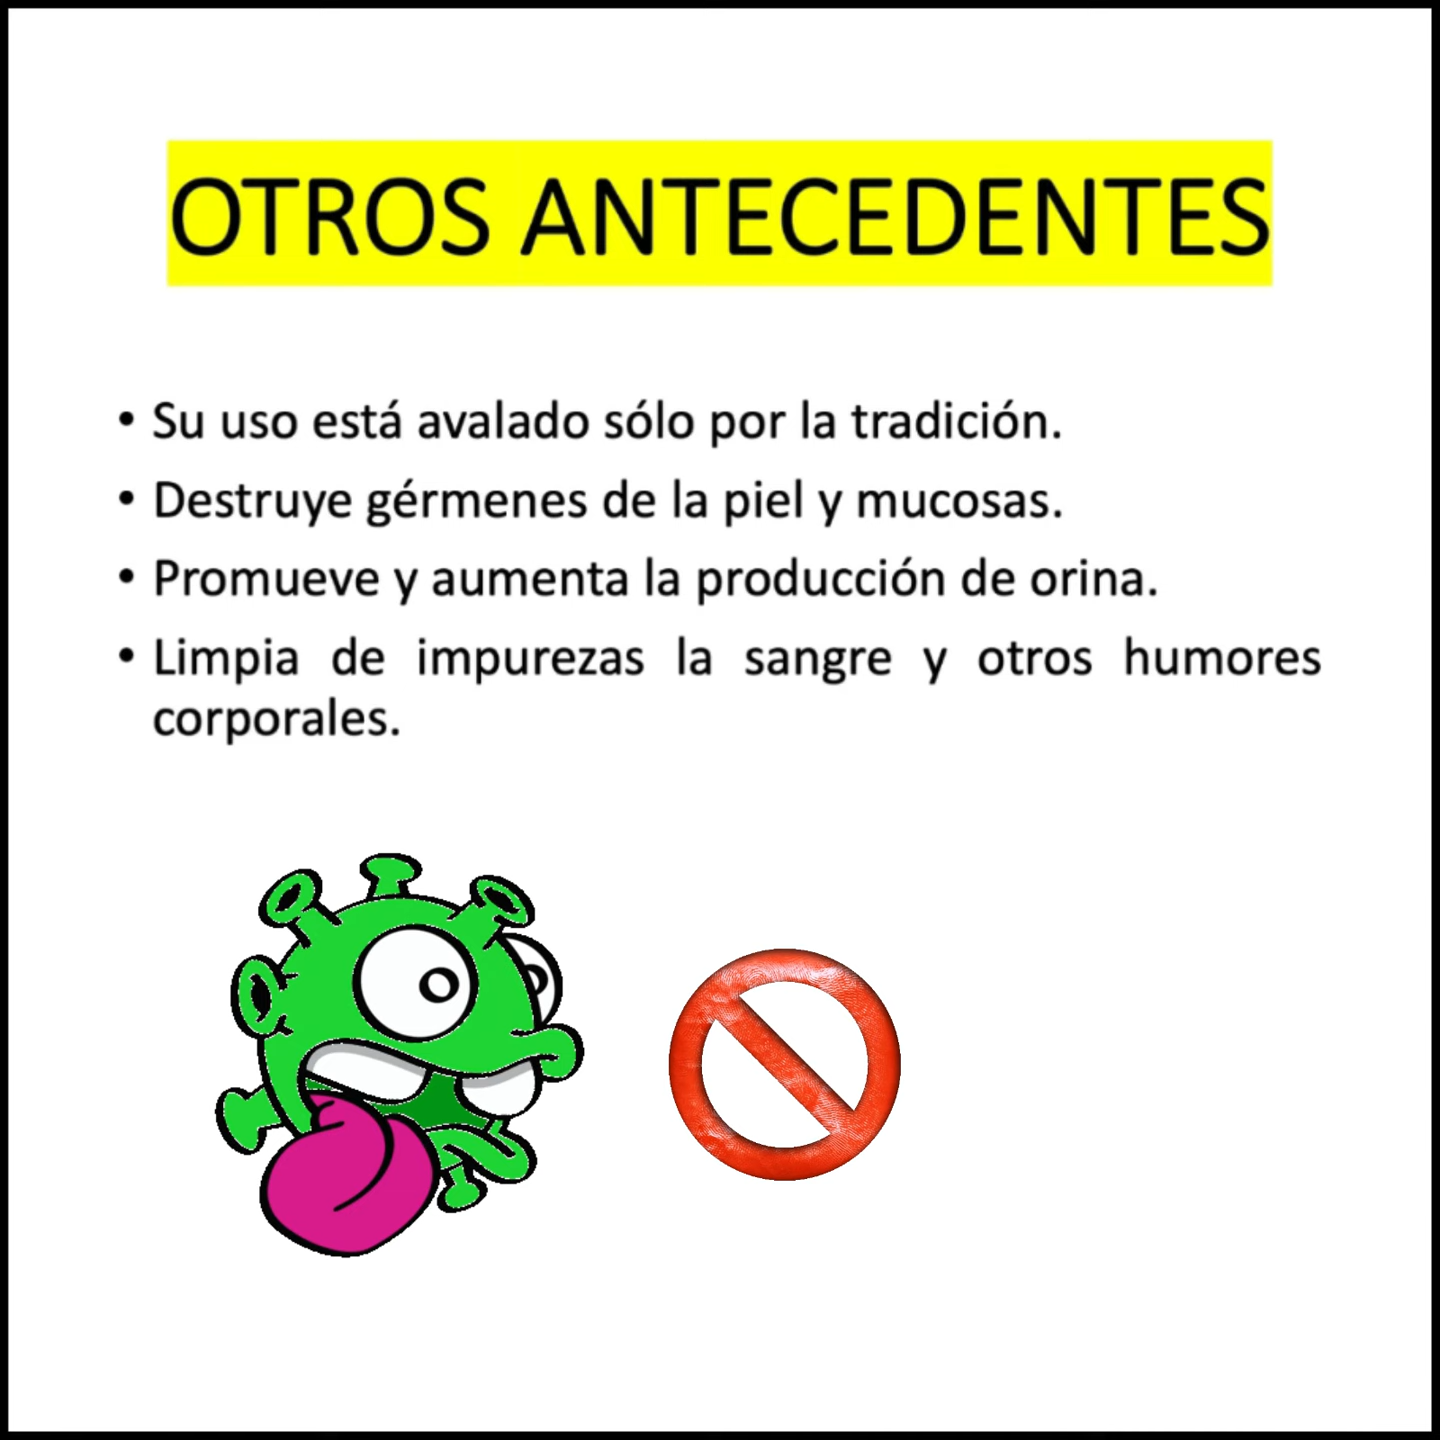 OTROS ANTECEDENTES
• Su uso está avalado sólo por la tradición.
• Destruye gérmenes de la piel y mucosas.
• Promueve y aumenta la producción de orina.
• Limpia de impurezas la sangre y otros humores
corporales.